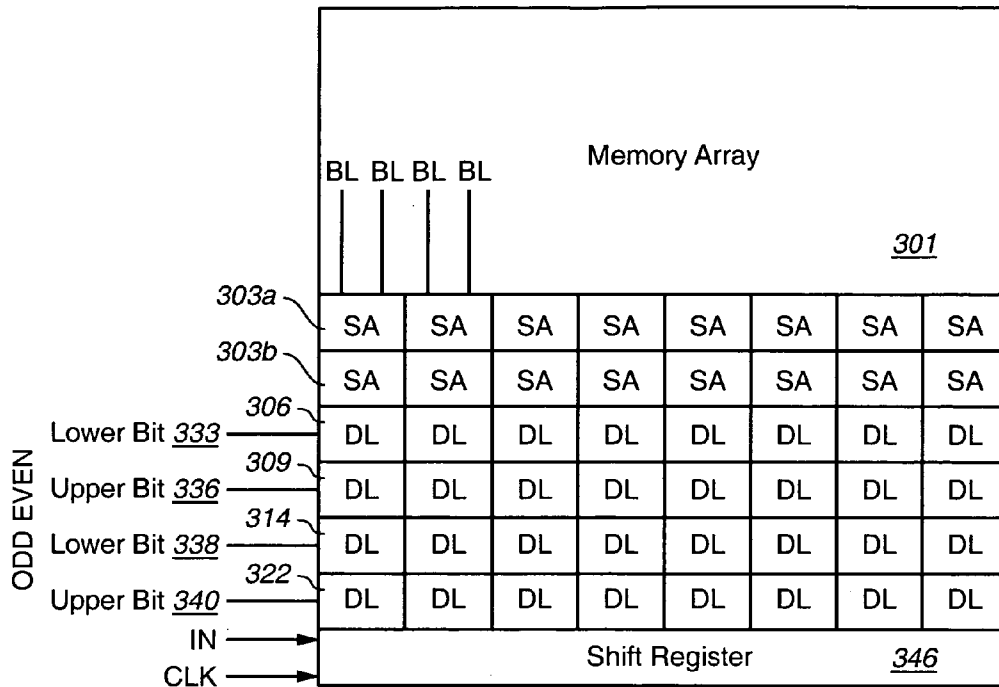 Memory Array
BL BL BL BL
301
303a SA SA SA SA SA SA SA SA
303b SA SA SA SA SA SA SA SA
306
Lower Bit 333 DL DL DL DL DL DL DL DL
309
Upper Bit 336 DL DL DL DL DL DL DL DL
314
Lower Bit 338 DL DL DL DL DL DL DL DL
322
Upper Bit 340 DL DL DL DL DL DL DL DL
ODD EVEN
IN
Shift Register 346
CLK